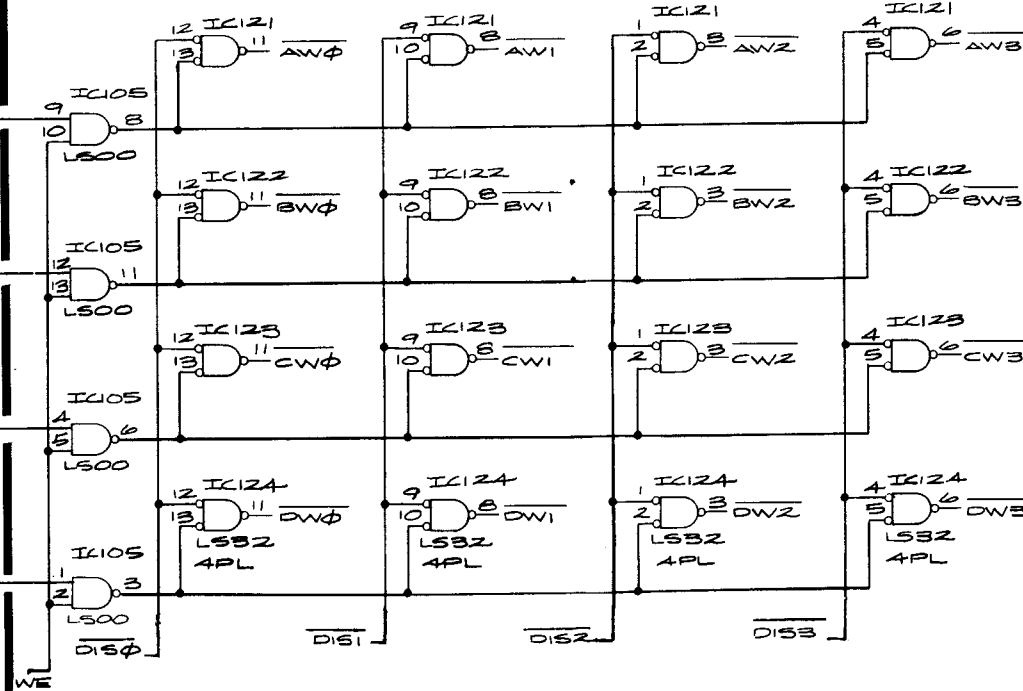 IC121 IC121 IC121 IC121
12 11 9 8 1 3 4 6
13 AWØ 10 AW1 2 AW2 5 AW3
IC105
9 8
10
LS00
IC122 IC122 IC122 IC122
12 11 9 8 1 3 4 6
13 BWØ 10 BW1 2 BW2 5 BW3
IC105
12 11
13
LS00
IC123 IC123 IC123 IC123
12 11 9 8 1 3 4 6
13 CWØ 10 CW1 2 CW2 5 CW3
IC105
4 6
5
LS00
IC124 IC124 IC124 IC124
12 11 9 8 1 3 4 6
13 DWØ 10 DW1 2 DW2 5 DW3
LS32 LS32 LS32 LS32
4PL 4PL 4PL 4PL
IC105
1 3
2
LS00
DISØ DIS1 DIS2 DIS3
WE